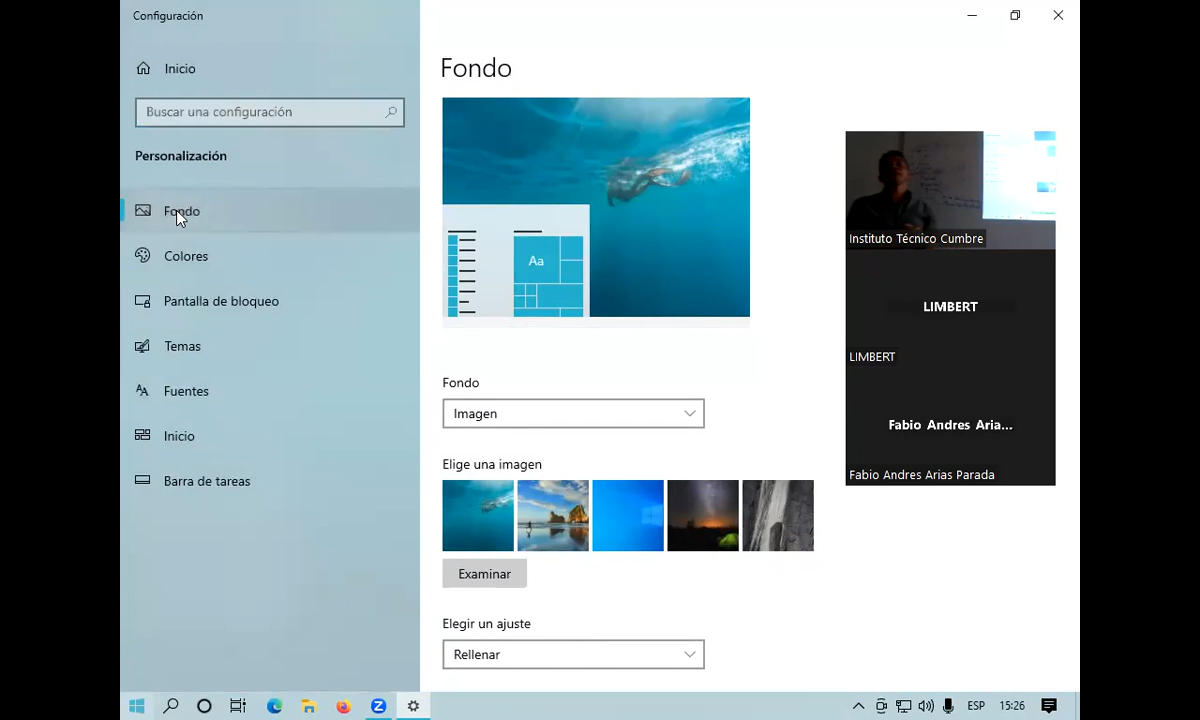 Configuración
Inicio
Buscar una configuración
Personalización
Fondo
Colores
Pantalla de bloqueo
Temas
Fuentes
Inicio
Barra de tareas
Fondo
Aa
Fondo
Imagen
Elige una imagen
Examinar
Elegir un ajuste
Rellenar
Instituto Técnico Cumbre
LIMBERT
LIMBERT
Fabio Andres Aria...
Fabio Andres Arias Parada
ESP
15:26